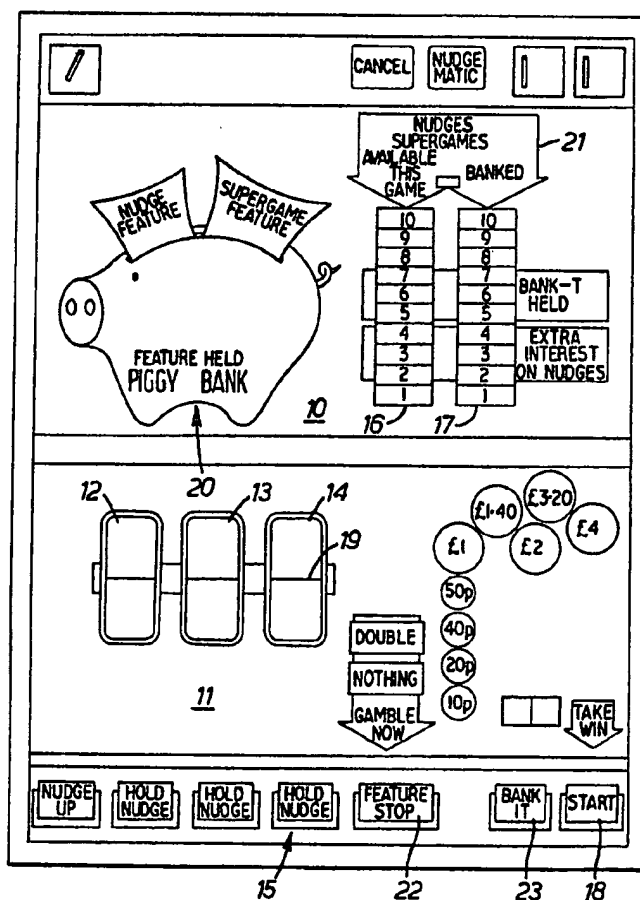 CANCEL
NUDGE
MATIC
NUDGES
SUPERGAMES
AVAILABLE
THIS
GAME
BANKED
21
NUDGE
FEATURE
SUPERGAME
FEATURE
10 10
9 9
8 8
7 7
6 6
5 5
4 4
3 3
2 2
1 1
BANK-T
HELD
EXTRA
INTEREST
ON NUDGES
FEATURE HELD
PIGGY BANK
10
16
17
20
12
13
14
19
£1
£1·40
£3·20
£2
£4
50p
40p
20p
10p
DOUBLE
NOTHING
GAMBLE
NOW
TAKE
WIN
11
NUDGE
UP
HOLD
NUDGE
HOLD
NUDGE
HOLD
NUDGE
FEATURE
STOP
BANK
IT
START
15
22
23
18